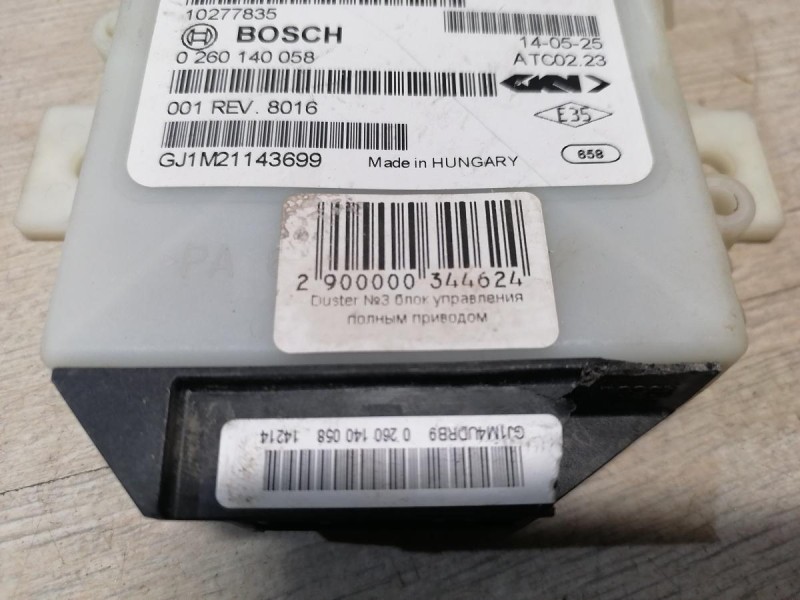 10277835
BOSCH
14-05-25
0 260 140 058
ATC02.23
GKN
001 REV. 8016
E35
GJ1M21143699
Made in HUNGARY
858
2 900000 344624
Duster №3 блок управления
полным приводом
GJ1M4UDRB9 0 260 140 058 14214